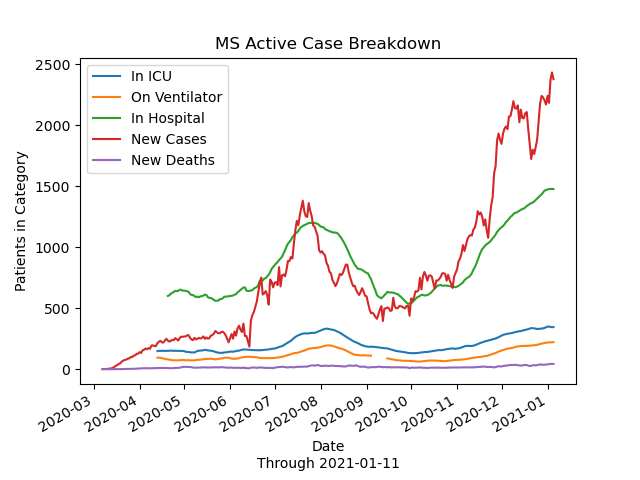 MS Active Case Breakdown
In ICU
On Ventilator
In Hospital
New Cases
New Deaths
Patients in Category
2500
2000
1500
1000
500
0
2020-03
2020-04
2020-05
2020-06
2020-07
2020-08
2020-09
2020-10
2020-11
2020-12
2021-01
Date
Through 2021-01-11